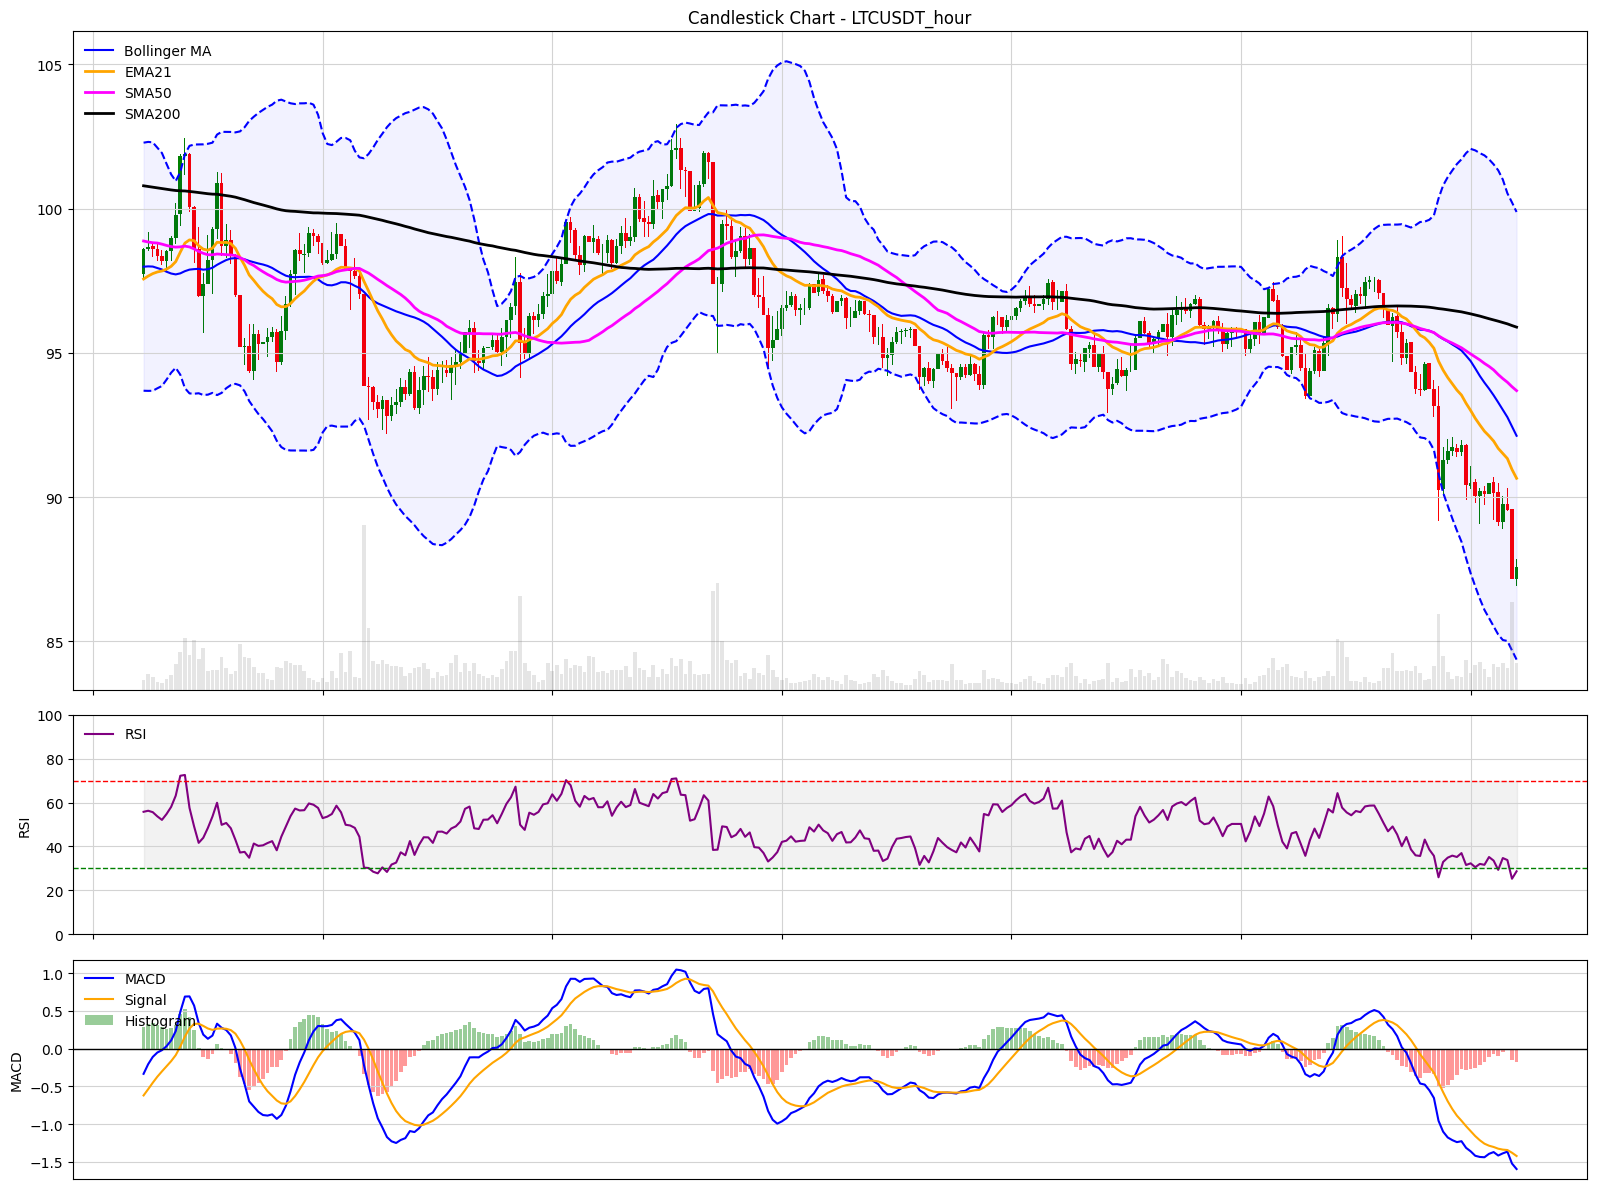 Candlestick Chart - LTCUSDT_hour
Bollinger MA
EMA21
SMA50
SMA200
105
100
95
90
85
RSI
100
80
60
40
20
0
RSI
MACD
Signal
Histogram
1.0
0.5
0.0
−0.5
−1.0
−1.5
MACD